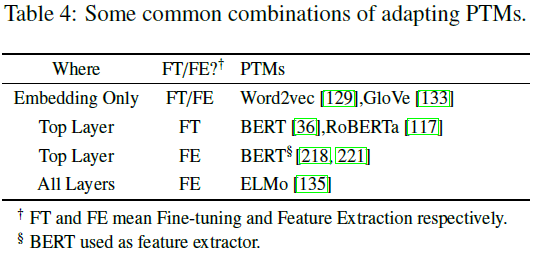 Table 4: Some common combinations of adapting PTMs.
Where FT/FE?† PTMs
Embedding Only FT/FE Word2vec [129],GloVe [133]
Top Layer FT BERT [36],RoBERTa [117]
Top Layer FE BERT§ [218, 221]
All Layers FE ELMo [135]
† FT and FE mean Fine-tuning and Feature Extraction respectively.
§ BERT used as feature extractor.